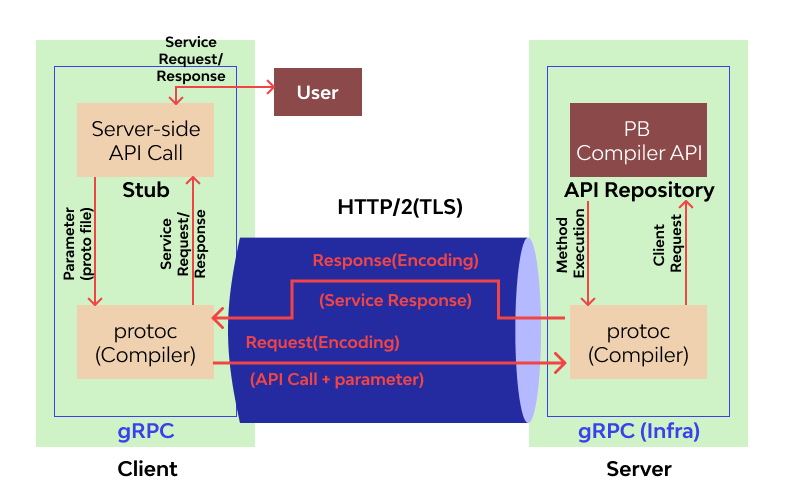 Service
Request/
Response
User
Server-side
API Call
Stub
Parameter
(proto file)
Service
Request/
Response
protoc
(Compiler)
gRPC
Client
HTTP/2(TLS)
Response(Encoding)
(Service Response)
Request(Encoding)
(API Call + parameter)
PB
Compiler API
API Repository
Method
Execution
Client
Request
protoc
(Compiler)
gRPC (Infra)
Server